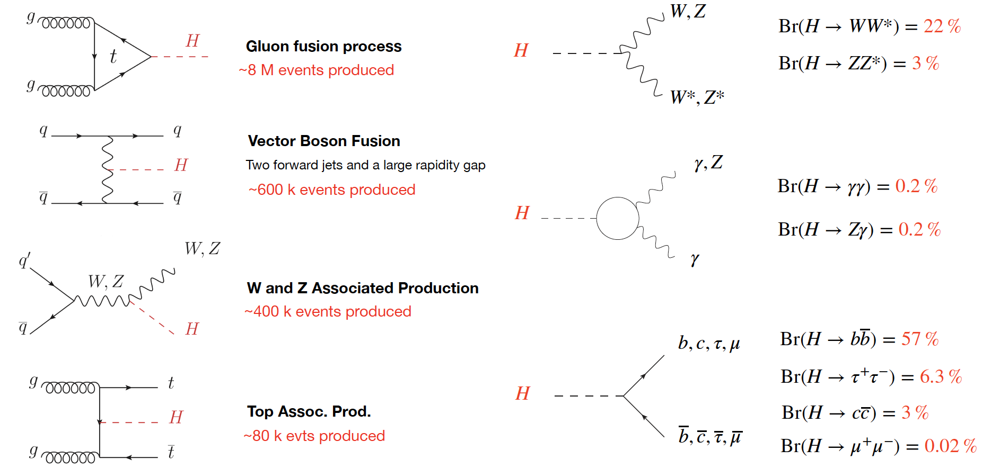 g
t
H
g
Gluon fusion process
~8 M events produced
q
q
H
q̅
q̅
Vector Boson Fusion
Two forward jets and a large rapidity gap
~600 k events produced
q′
W, Z
W, Z
q̅
H
W and Z Associated Production
~400 k events produced
g
t
H
g
t̅
Top Assoc. Prod.
~80 k evts produced
W, Z
H
W*, Z*
Br(H → WW*) = 22 %
Br(H → ZZ*) = 3 %
γ, Z
H
γ
Br(H → γγ) = 0.2 %
Br(H → Zγ) = 0.2 %
b, c, τ, μ
H
b̅, c̅, τ̅, μ̅
Br(H → bb̅) = 57 %
Br(H → τ⁺τ⁻) = 6.3 %
Br(H → cc̅) = 3 %
Br(H → μ⁺μ⁻) = 0.02 %